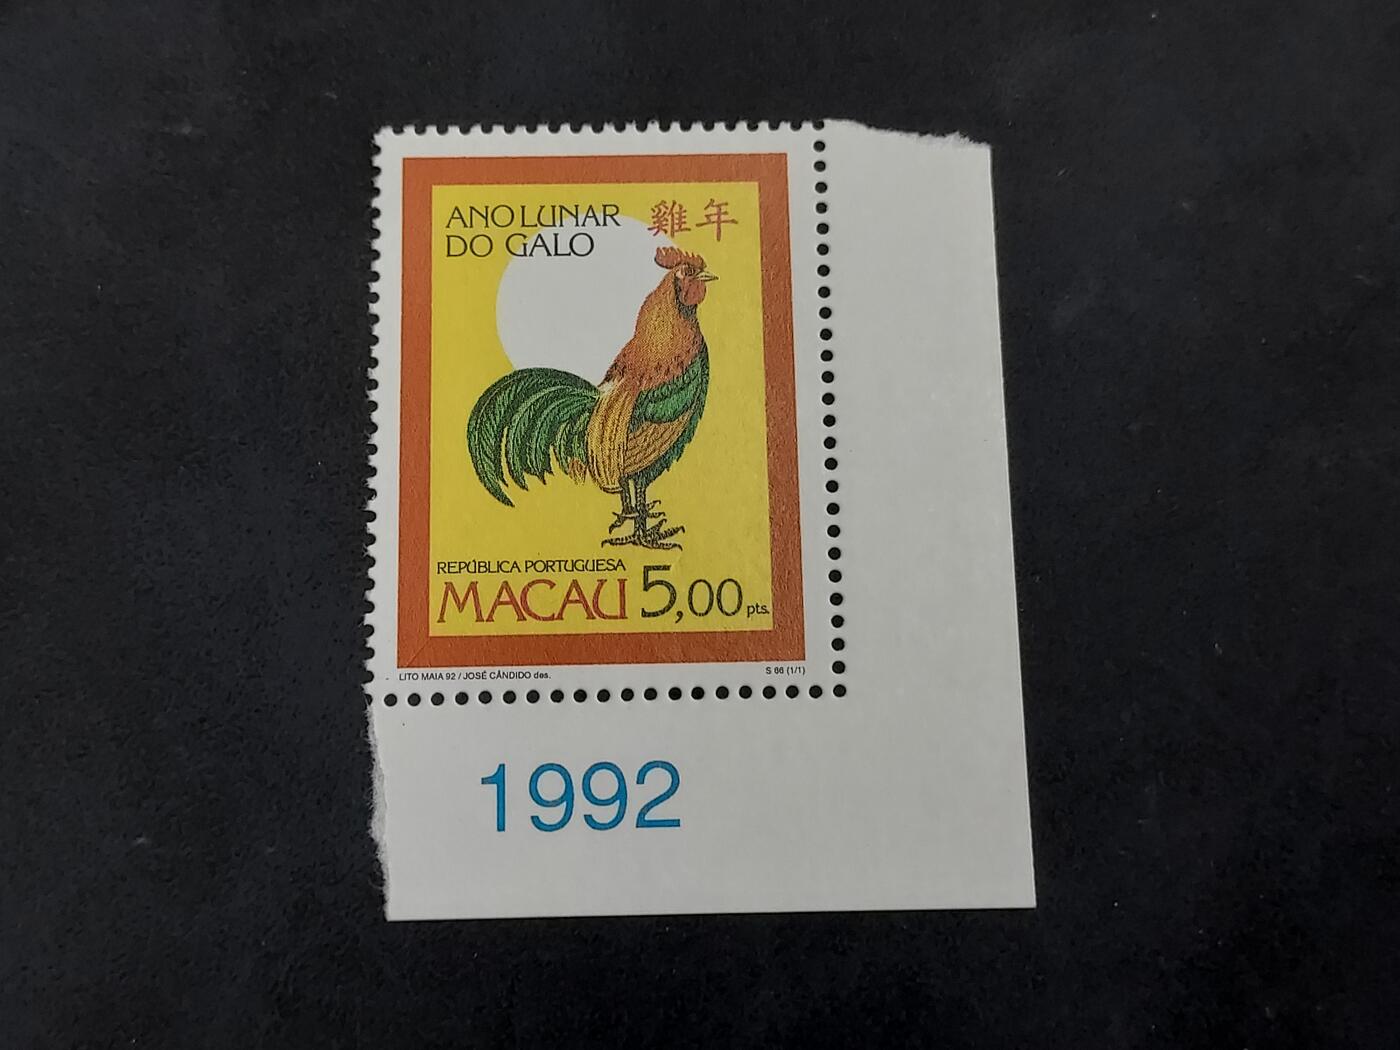 ANO LUNAR 雞年
DO GALO
REPÚBLICA PORTUGUESA
MACAU 5,00 pts.
LITO MAIA 92 / JOSÉ CÂNDIDO des. S 66 (1/1)
1992